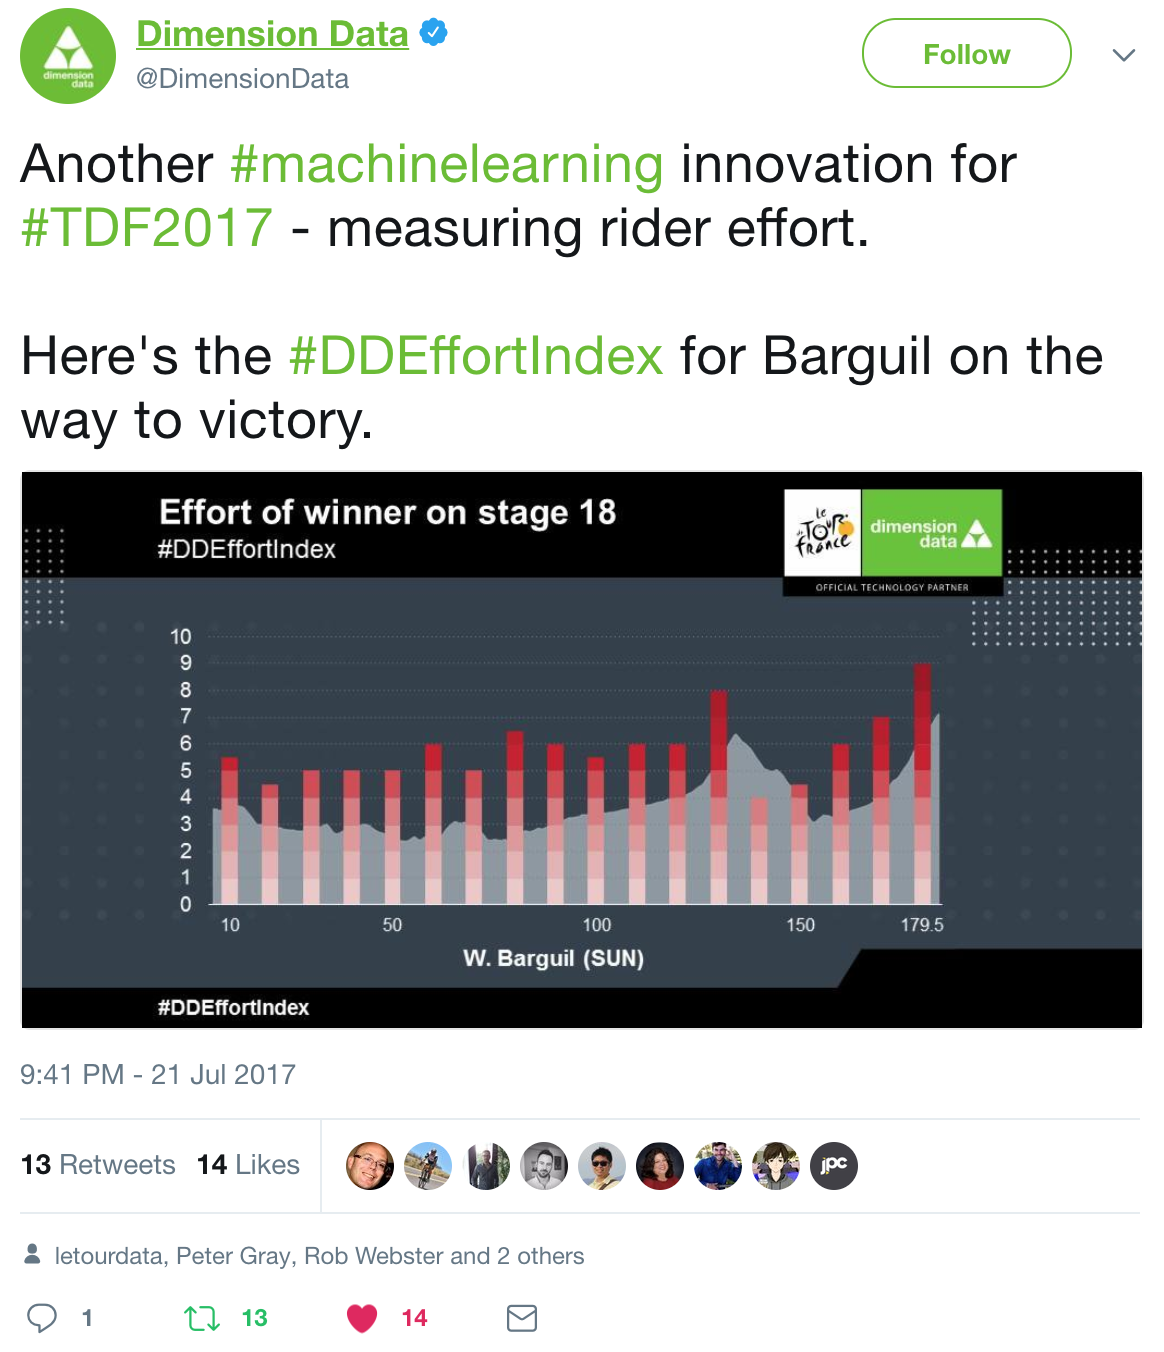 Dimension Data
@DimensionData
Follow
dimension
data
Another #machinelearning innovation for
#TDF2017 - measuring rider effort.
Here's the #DDEffortIndex for Barguil on the
way to victory.
Effort of winner on stage 18
#DDEffortIndex
le
TOUR
de
france
dimension
data
OFFICIAL TECHNOLOGY PARTNER
10
9
8
7
6
5
4
3
2
1
0
10 50 100 150 179.5
W. Barguil (SUN)
#DDEffortIndex
9:41 PM - 21 Jul 2017
13 Retweets 14 Likes
jpc
letourdata, Peter Gray, Rob Webster and 2 others
1 13 14